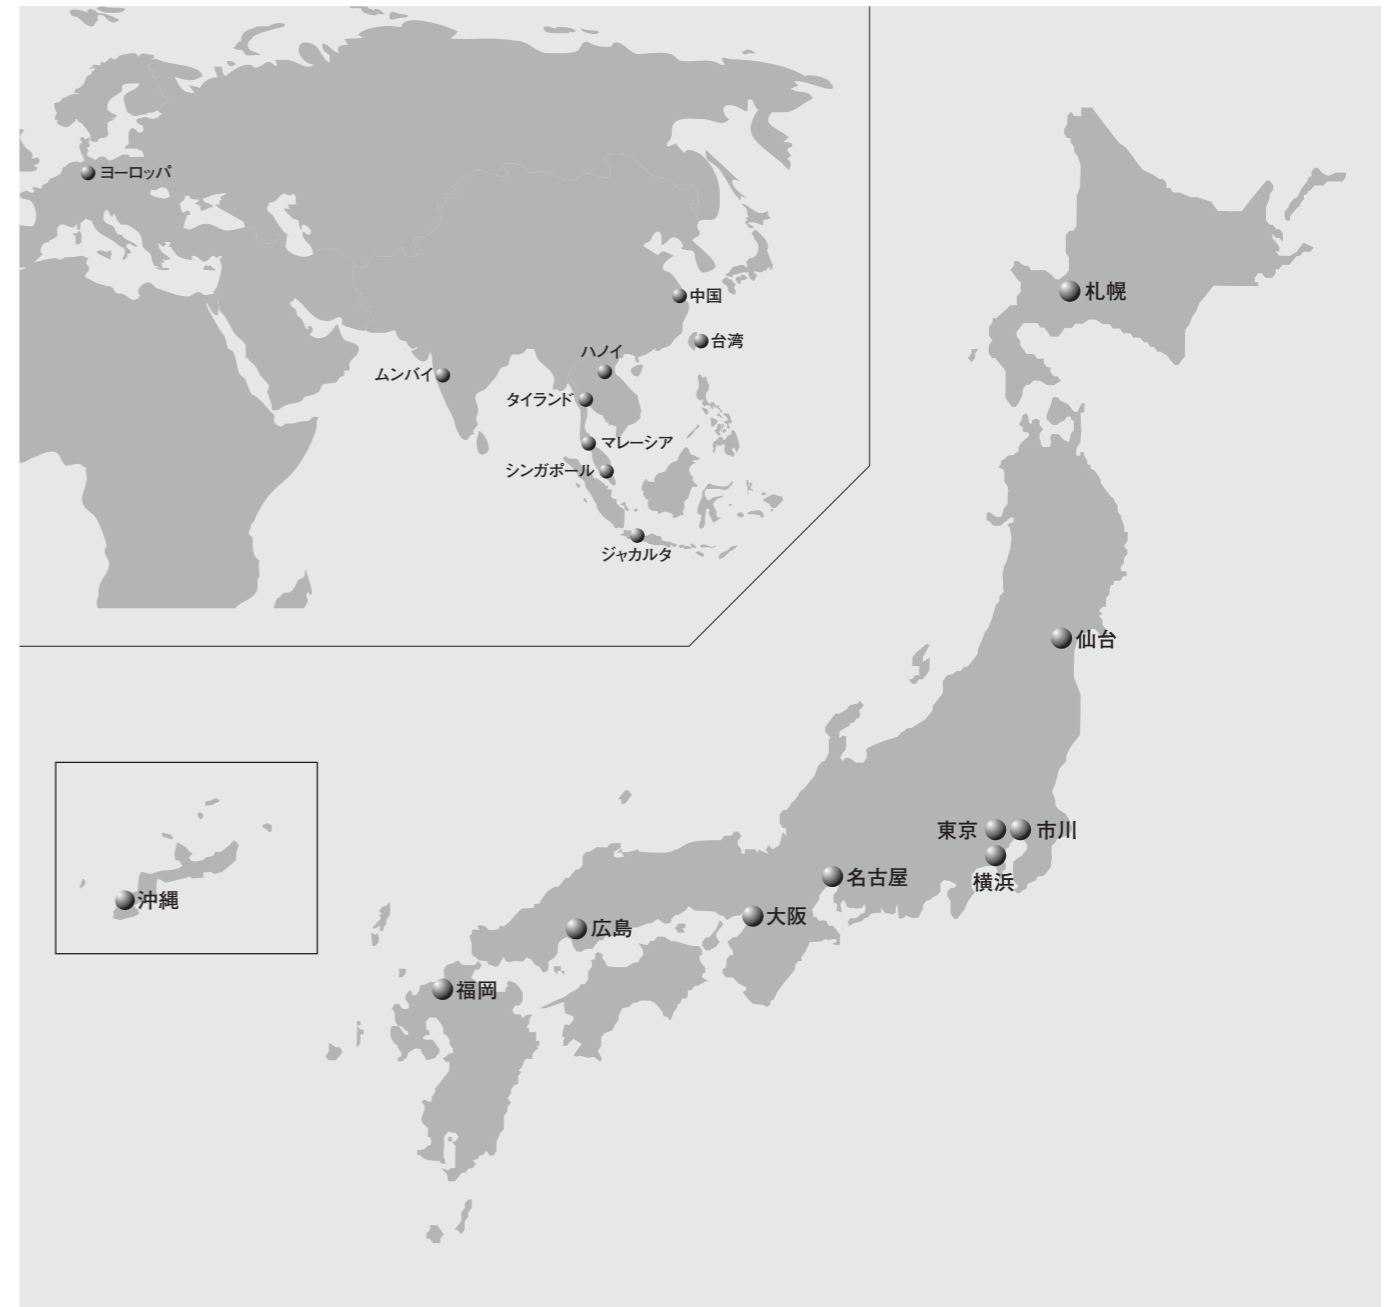 ヨーロッパ
中国
台湾
ハノイ
ムンバイ
タイランド
マレーシア
シンガポール
ジャカルタ
札幌
仙台
東京
市川
横浜
名古屋
大阪
広島
福岡
沖縄